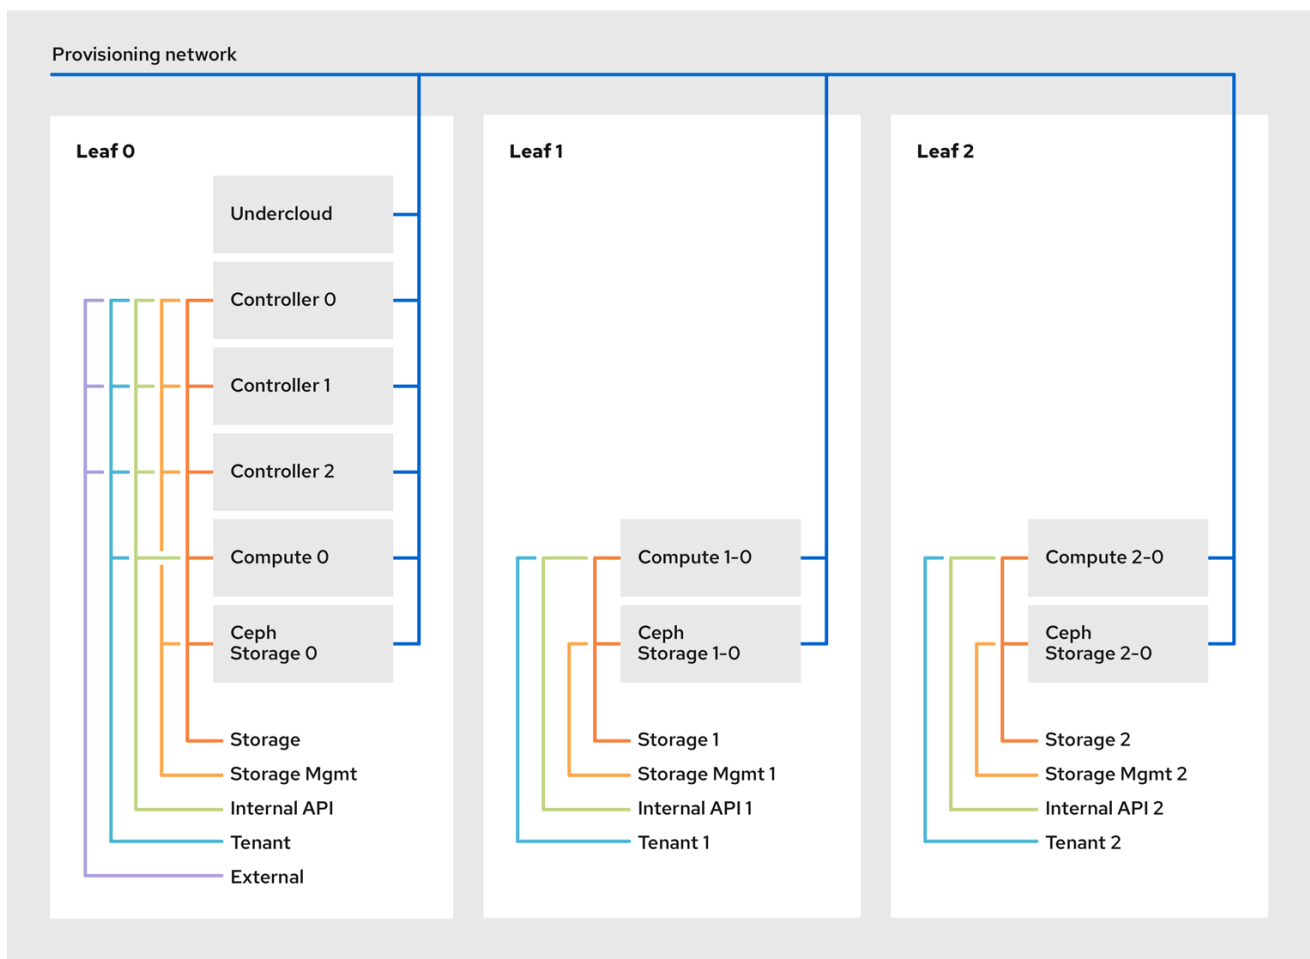 Provisioning network
Leaf 0
Undercloud
Controller 0
Controller 1
Controller 2
Compute 0
Ceph
Storage 0
Storage
Storage Mgmt
Internal API
Tenant
External
Leaf 1
Compute 1-0
Ceph
Storage 1-0
Storage 1
Storage Mgmt 1
Internal API 1
Tenant 1
Leaf 2
Compute 2-0
Ceph
Storage 2-0
Storage 2
Storage Mgmt 2
Internal API 2
Tenant 2